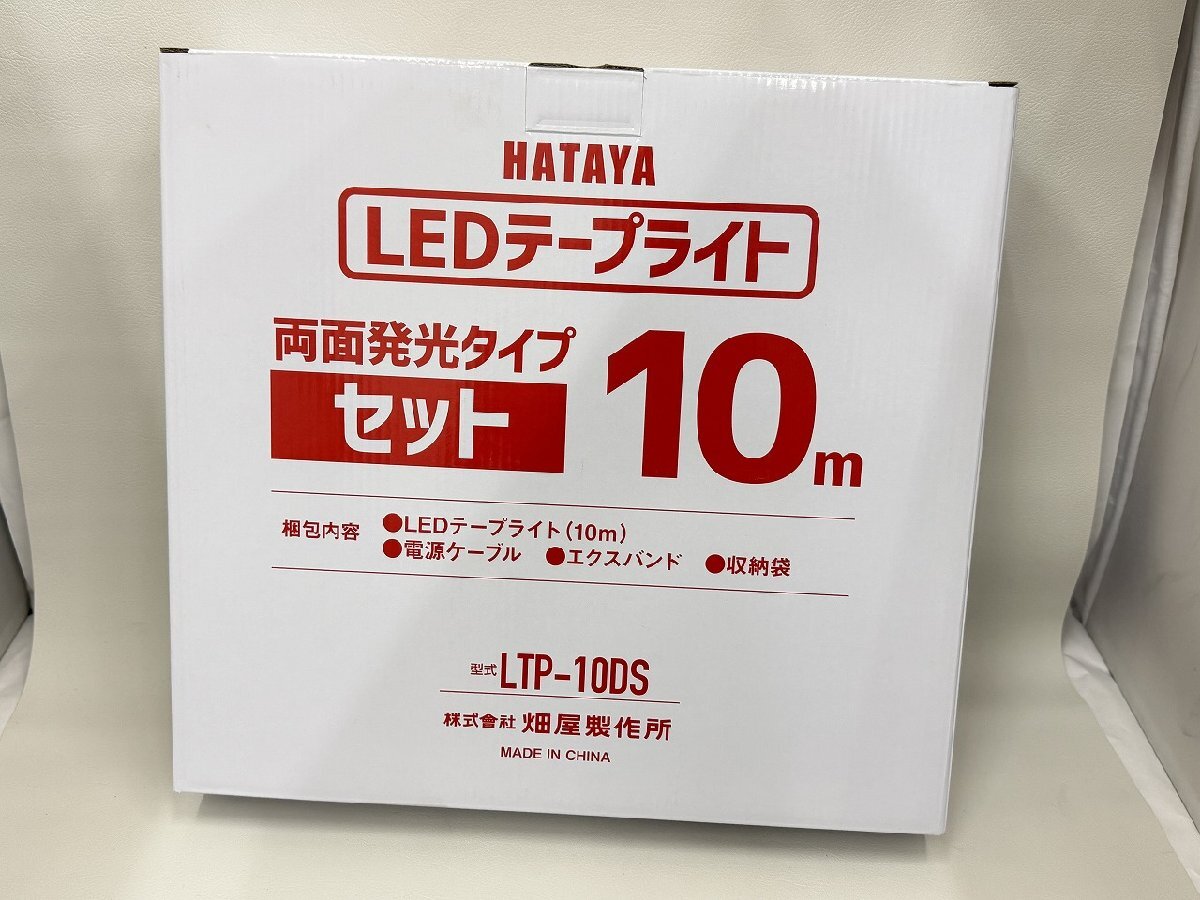 HATAYA
LEDテープライト
両面発光タイプ
セット
10m
梱包内容
●LEDテープライト(10m)
●電源ケーブル ●エクスバンド ●収納袋
型式 LTP-10DS
株式會社 畑屋製作所
MADE IN CHINA